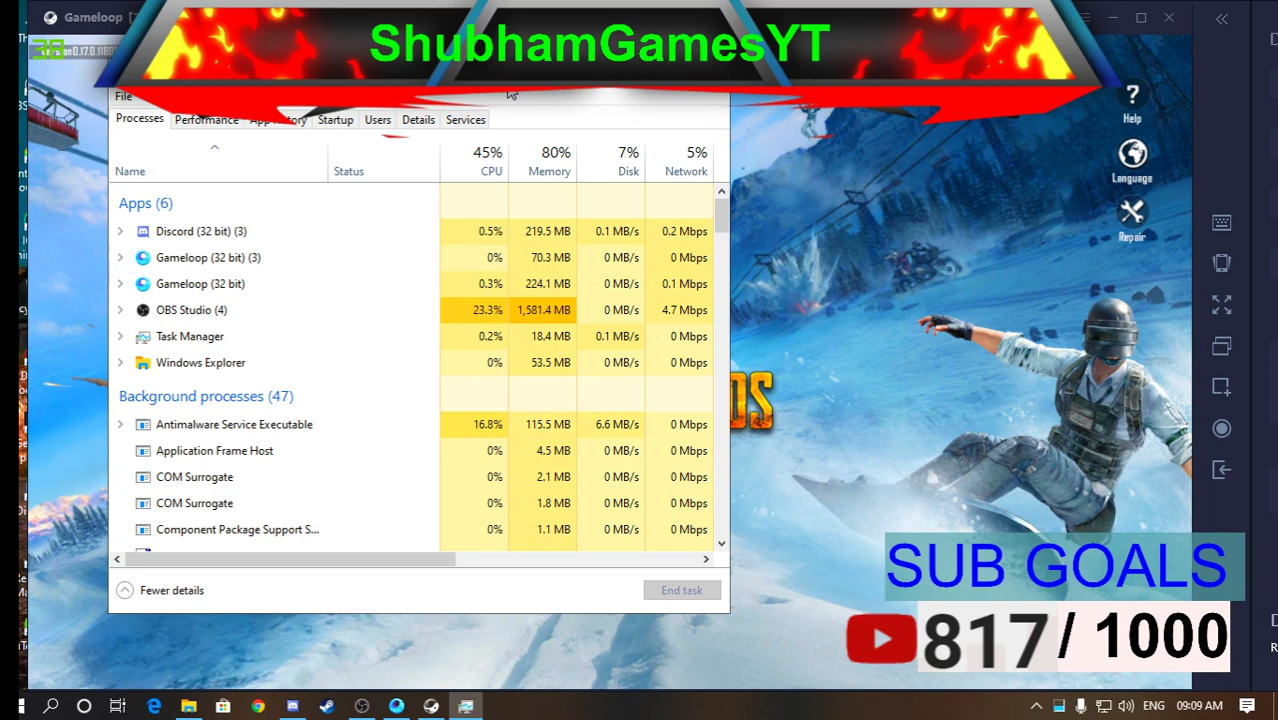 Gameloop
ShubhamGamesYT
30
File
Processes Performance App history Startup Users Details Services
45% 80% 7% 5%
Name Status CPU Memory Disk Network
Apps (6)
Discord (32 bit) (3) 0.5% 219.5 MB 0.1 MB/s 0.2 Mbps
Gameloop (32 bit) (3) 0% 70.3 MB 0 MB/s 0 Mbps
Gameloop (32 bit) 0.3% 224.1 MB 0 MB/s 0.1 Mbps
OBS Studio (4) 23.3% 1,581.4 MB 0 MB/s 4.7 Mbps
Task Manager 0.2% 18.4 MB 0.1 MB/s 0 Mbps
Windows Explorer 0% 53.5 MB 0 MB/s 0 Mbps
Background processes (47)
Antimalware Service Executable 16.8% 115.5 MB 6.6 MB/s 0 Mbps
Application Frame Host 0% 4.5 MB 0 MB/s 0 Mbps
COM Surrogate 0% 2.1 MB 0 MB/s 0 Mbps
COM Surrogate 0% 1.8 MB 0 MB/s 0 Mbps
Component Package Support S... 0% 1.1 MB 0 MB/s 0 Mbps
Fewer details End task
? Help
Language
Repair
SUB GOALS
817 / 1000
ENG 09:09 AM